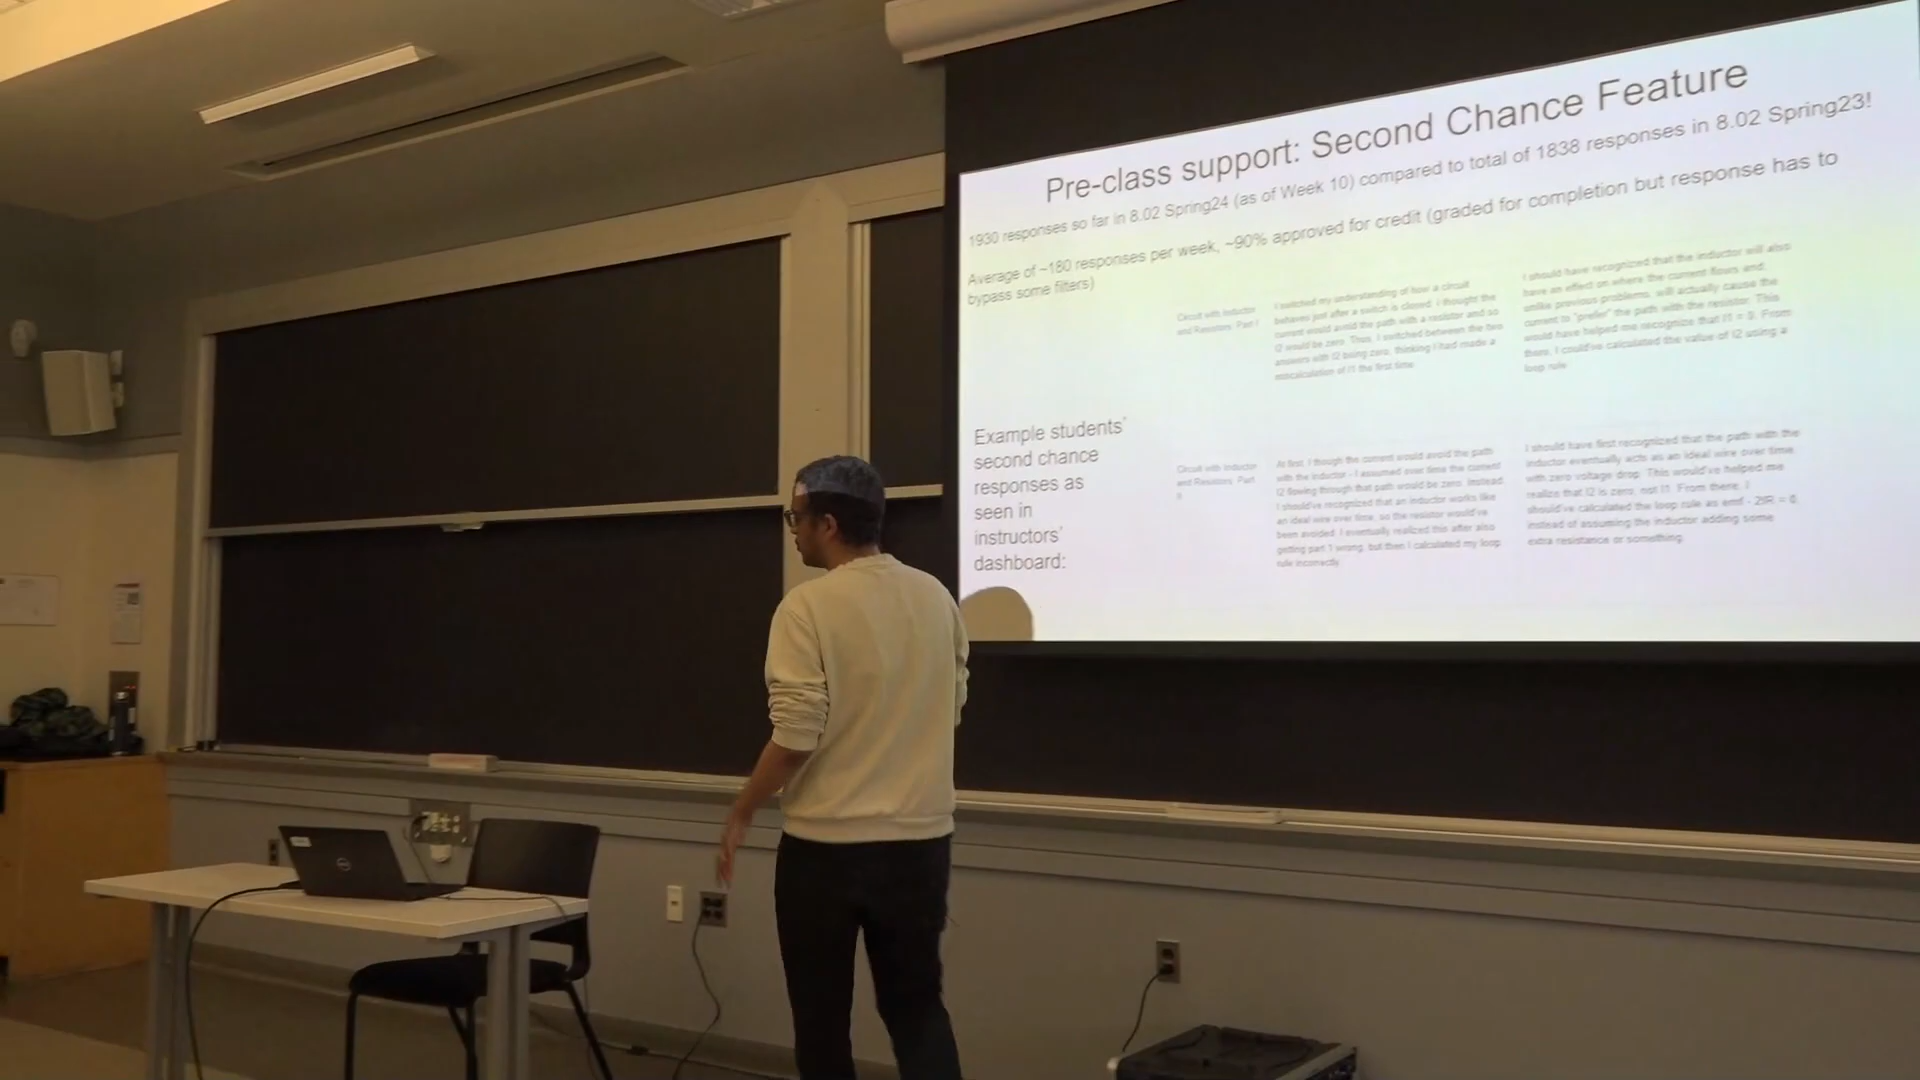 Pre-class support: Second Chance Feature
1930 responses so far in 8.02 Spring24 (as of Week 10) compared to total of 1838 responses in 8.02 Spring23!
Average of ~180 responses per week, ~90% approved for credit (graded for completion but response has to
bypass some filters)
Circuit with Inductor
and Resistors: Part I
I switched my understanding of how a circuit
behaves just after a switch is closed. I thought the
current would avoid the path with a resistor and so
I2 would be zero. Thus, I switched between the two
answers with I2 being zero, thinking I had made a
miscalculation of I1 the first time.
I should have recognized that the inductor will also
have an effect on where the current flows and,
unlike previous problems, will actually cause the
current to "prefer" the path with the resistor. This
would have helped me recognize that I1 = 0. From
there, I could've calculated the value of I2 using a
loop rule
Example students'
second chance
responses as
seen in
instructors'
dashboard:
Circuit with Inductor
and Resistors: Part
II
At first, I though the current would avoid the path
with the inductor - I assumed over time the current
I2 flowing through that path would be zero. Instead
I should've recognized that an inductor works like
an ideal wire over time, so the resistor would've
been avoided. I eventually realized this after also
getting part 1 wrong, but then I calculated my loop
rule incorrectly.
I should have first recognized that the path with the
inductor eventually acts as an ideal wire over time
with zero voltage drop. This would've helped me
realize that I2 is zero, not I1. From there, I
should've calculated the loop rule as emf - 2IR = 0,
instead of assuming the inductor adding some
extra resistance or something.
DELL